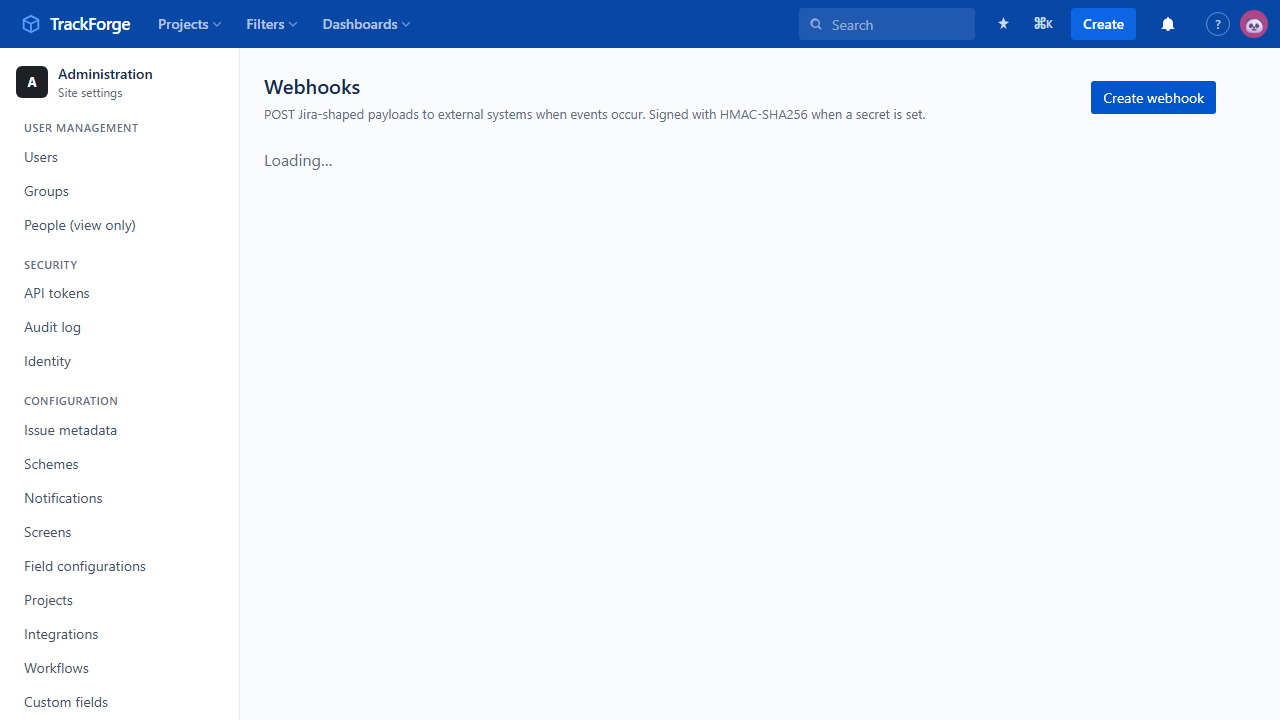 TrackForge
Projects
Filters
Dashboards
Search
★
⌘K
Create
?
A
Administration
Site settings
USER MANAGEMENT
Users
Groups
People (view only)
SECURITY
API tokens
Audit log
Identity
CONFIGURATION
Issue metadata
Schemes
Notifications
Screens
Field configurations
Projects
Integrations
Workflows
Custom fields
Webhooks
POST Jira-shaped payloads to external systems when events occur. Signed with HMAC-SHA256 when a secret is set.
Create webhook
Loading...